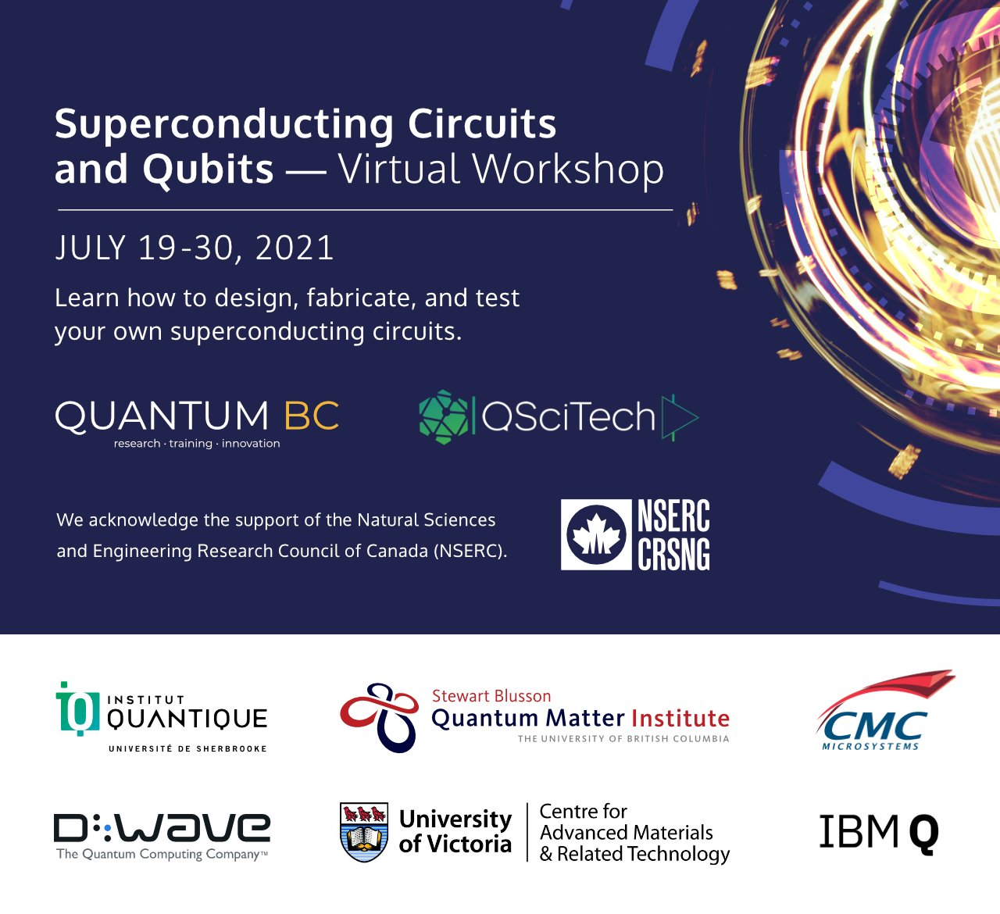 Superconducting Circuits
and Qubits — Virtual Workshop
JULY 19-30, 2021
Learn how to design, fabricate, and test
your own superconducting circuits.
QUANTUM BC
research · training · innovation
QSciTech
We acknowledge the support of the Natural Sciences
and Engineering Research Council of Canada (NSERC).
NSERC
CRSNG
iQ
INSTITUT
QUANTIQUE
UNIVERSITÉ DE SHERBROOKE
Stewart Blusson
Quantum Matter Institute
THE UNIVERSITY OF BRITISH COLUMBIA
CMC
MICROSYSTEMS
D:wave
The Quantum Computing Company™
University
of Victoria
Centre for
Advanced Materials
& Related Technology
IBM Q